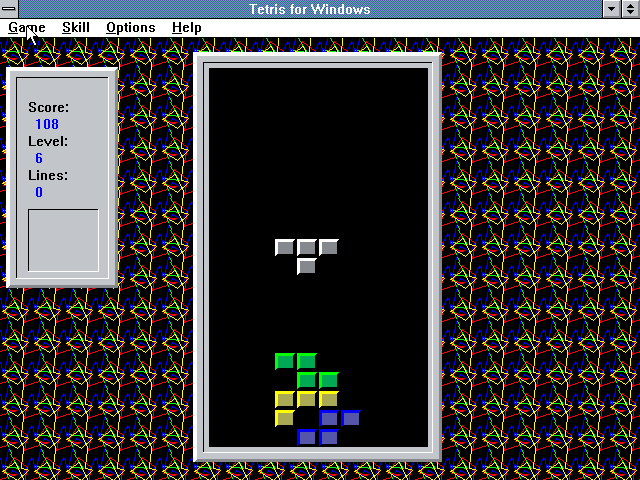 Tetris for Windows
Game Skill Options Help
Score:
108
Level:
6
Lines:
0